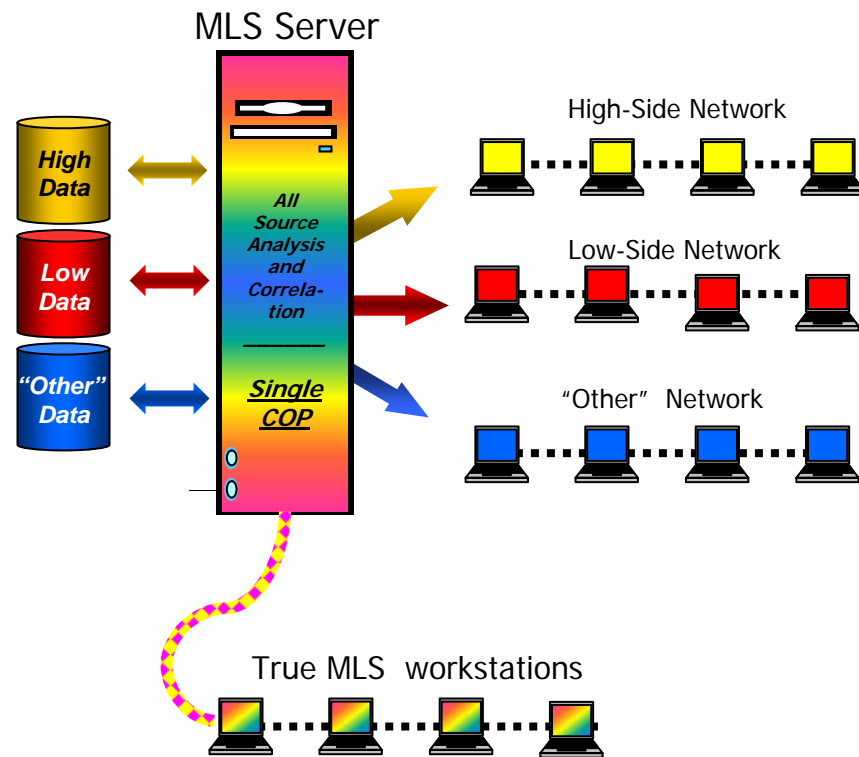 MLS Server
High
Data
Low
Data
“Other”
Data
All
Source
Analysis
and
Correla-
tion
Single
COP
High-Side Network
Low-Side Network
“Other” Network
True MLS workstations